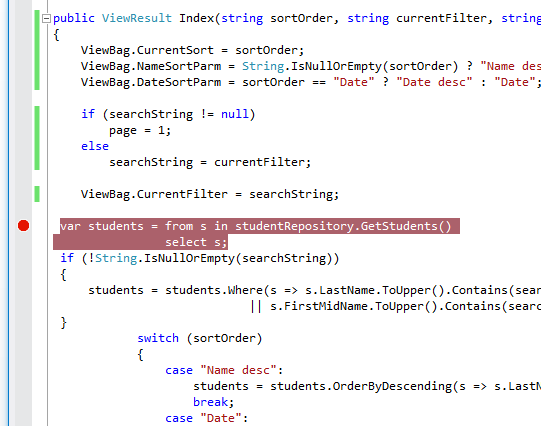 public ViewResult Index(string sortOrder, string currentFilter, string
{
ViewBag.CurrentSort = sortOrder;
ViewBag.NameSortParm = String.IsNullOrEmpty(sortOrder) ? "Name des
ViewBag.DateSortParm = sortOrder == "Date" ? "Date desc" : "Date";
if (searchString != null)
page = 1;
else
searchString = currentFilter;
ViewBag.CurrentFilter = searchString;
var students = from s in studentRepository.GetStudents()
select s;
if (!String.IsNullOrEmpty(searchString))
{
students = students.Where(s => s.LastName.ToUpper().Contains(sear
|| s.FirstMidName.ToUpper().Contains(sear
}
switch (sortOrder)
{
case "Name desc":
students = students.OrderByDescending(s => s.LastN
break;
case "Date":